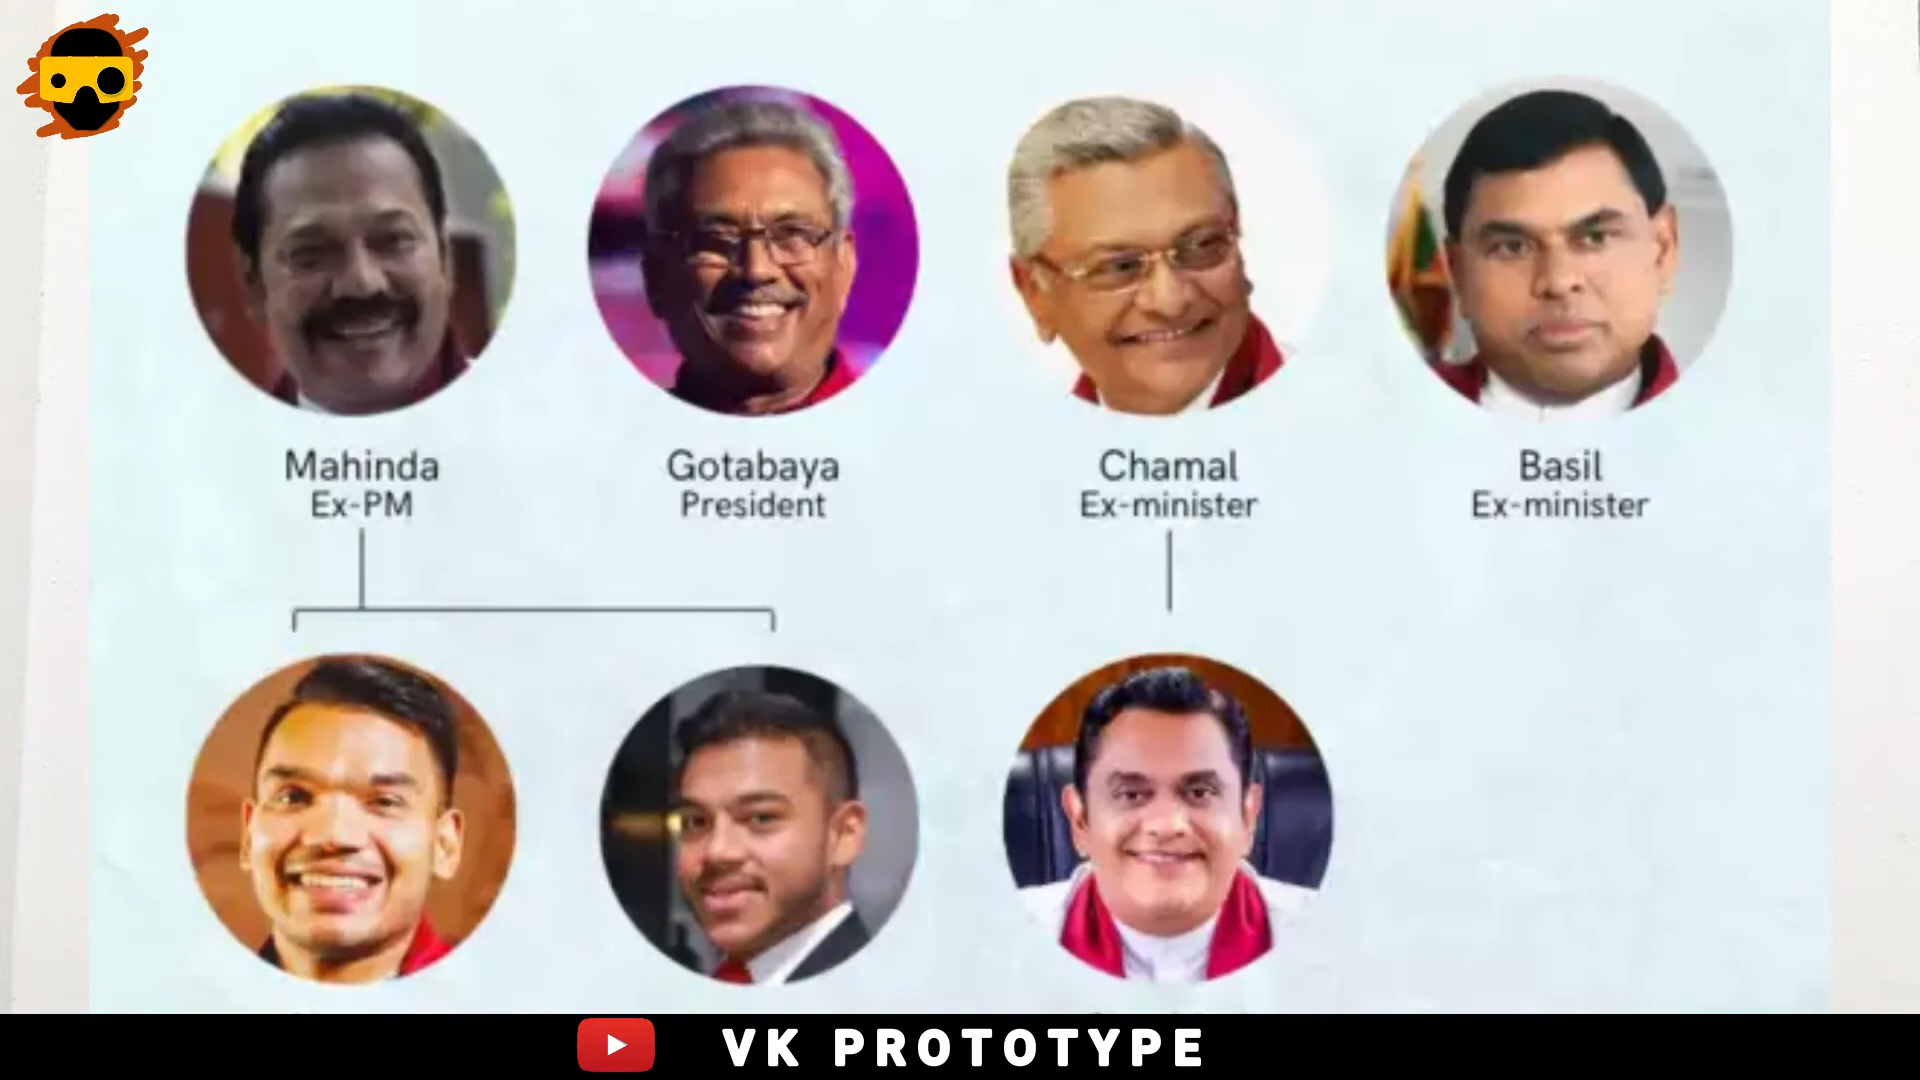 Mahinda
Ex-PM
Gotabaya
President
Chamal
Ex-minister
Basil
Ex-minister
VK PROTOTYPE